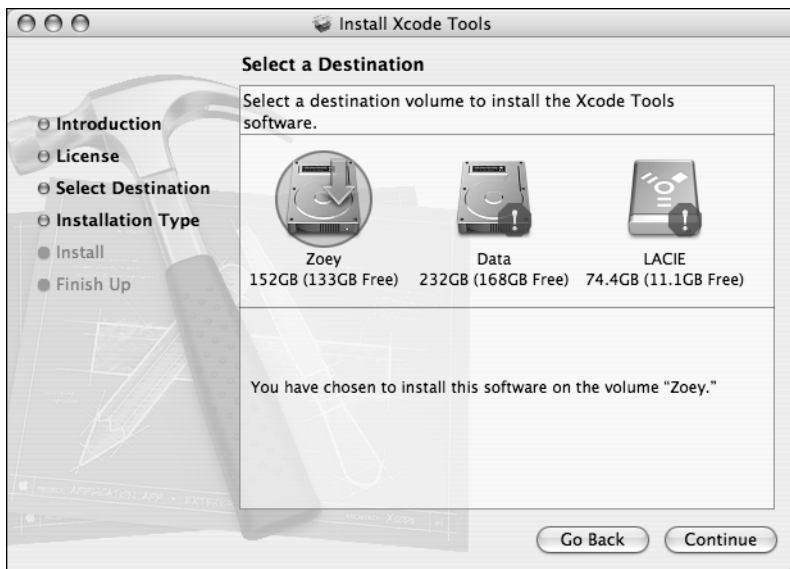 Install Xcode Tools
Select a Destination
Introduction
License
Select Destination
Installation Type
Install
Finish Up
Select a destination volume to install the Xcode Tools
software.
Zoey
152GB (133GB Free)
Data
232GB (168GB Free)
LACIE
74.4GB (11.1GB Free)
You have chosen to install this software on the volume “Zoey.”
APPLICATION.APP
Go Back
Continue